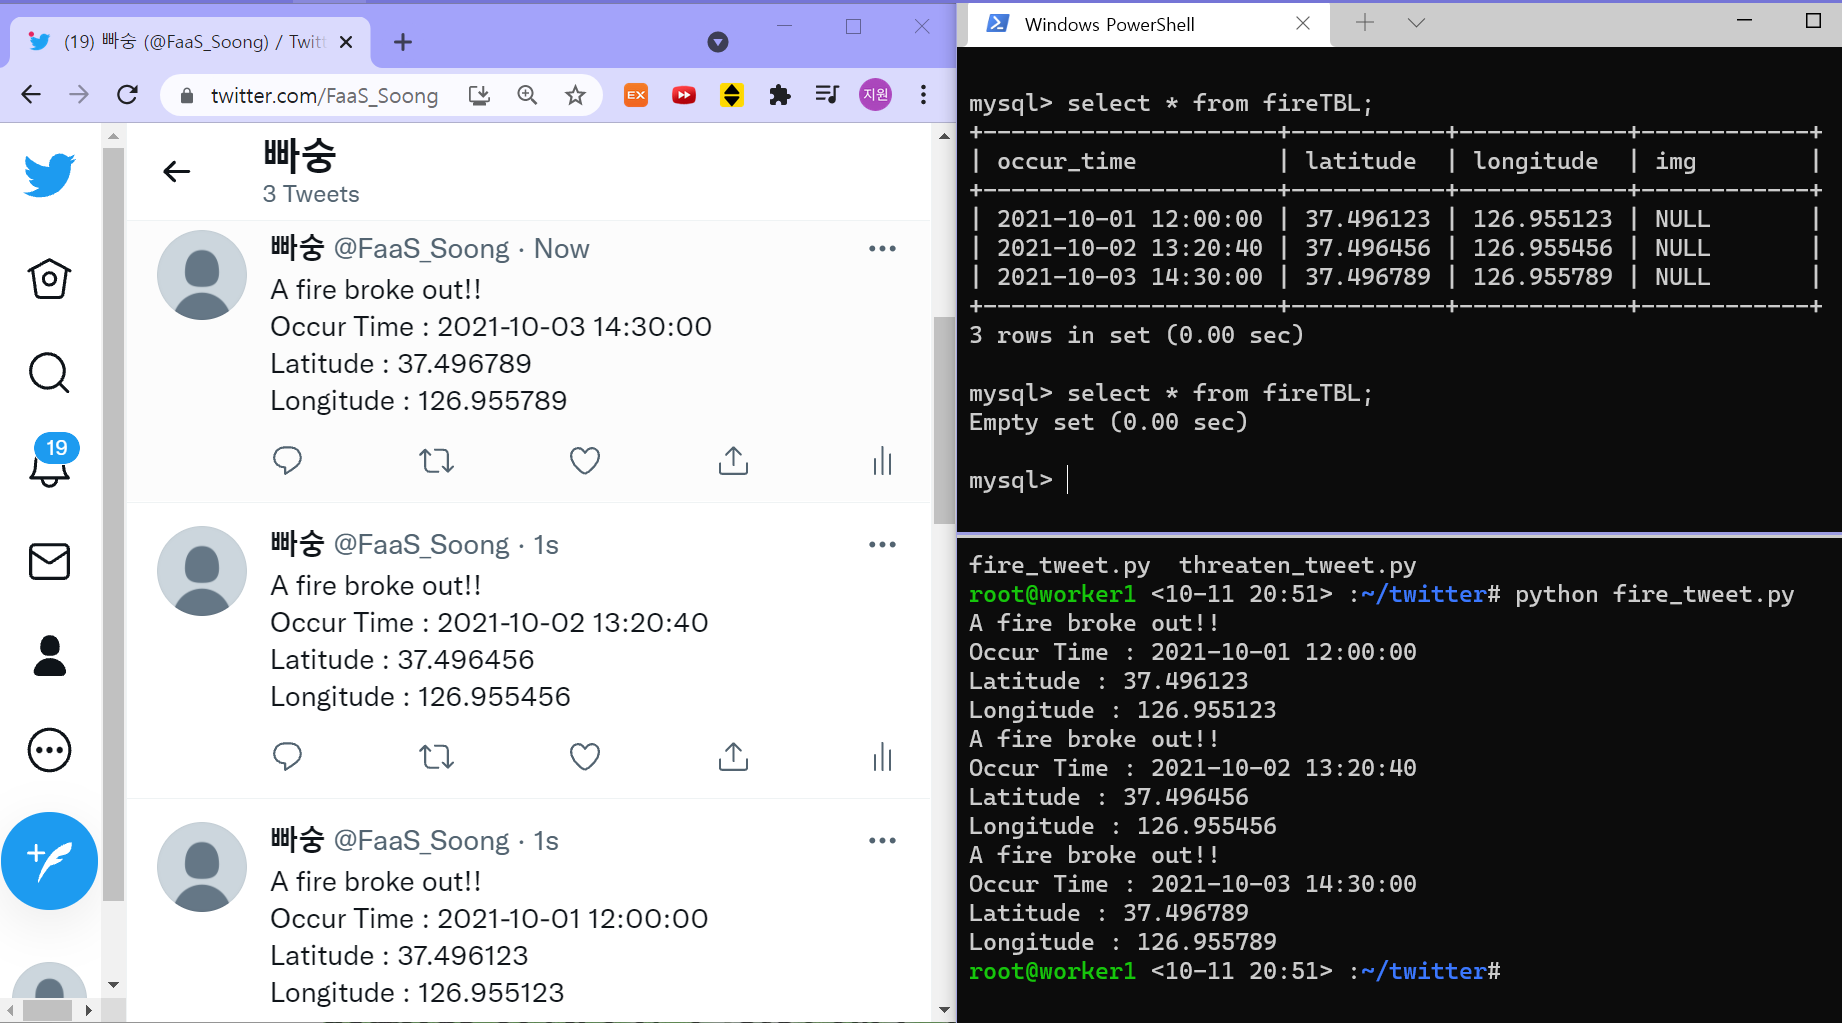 (19) 빠숭 (@FaaS_Soong) / Twitt
twitter.com/FaaS_Soong
EX
지원
빠숭
3 Tweets
19
빠숭 @FaaS_Soong · Now
A fire broke out!!
Occur Time : 2021-10-03 14:30:00
Latitude : 37.496789
Longitude : 126.955789
빠숭 @FaaS_Soong · 1s
A fire broke out!!
Occur Time : 2021-10-02 13:20:40
Latitude : 37.496456
Longitude : 126.955456
빠숭 @FaaS_Soong · 1s
A fire broke out!!
Occur Time : 2021-10-01 12:00:00
Latitude : 37.496123
Longitude : 126.955123
Windows PowerShell
mysql> select * from fireTBL;
+----------------------+-----------+------------+------------+
| occur_time | latitude | longitude | img |
+----------------------+-----------+------------+------------+
| 2021-10-01 12:00:00 | 37.496123 | 126.955123 | NULL |
| 2021-10-02 13:20:40 | 37.496456 | 126.955456 | NULL |
| 2021-10-03 14:30:00 | 37.496789 | 126.955789 | NULL |
+----------------------+-----------+------------+------------+
3 rows in set (0.00 sec)
mysql> select * from fireTBL;
Empty set (0.00 sec)
mysql>
fire_tweet.py threaten_tweet.py
root@worker1 <10-11 20:51> :~/twitter# python fire_tweet.py
A fire broke out!!
Occur Time : 2021-10-01 12:00:00
Latitude : 37.496123
Longitude : 126.955123
A fire broke out!!
Occur Time : 2021-10-02 13:20:40
Latitude : 37.496456
Longitude : 126.955456
A fire broke out!!
Occur Time : 2021-10-03 14:30:00
Latitude : 37.496789
Longitude : 126.955789
root@worker1 <10-11 20:51> :~/twitter#